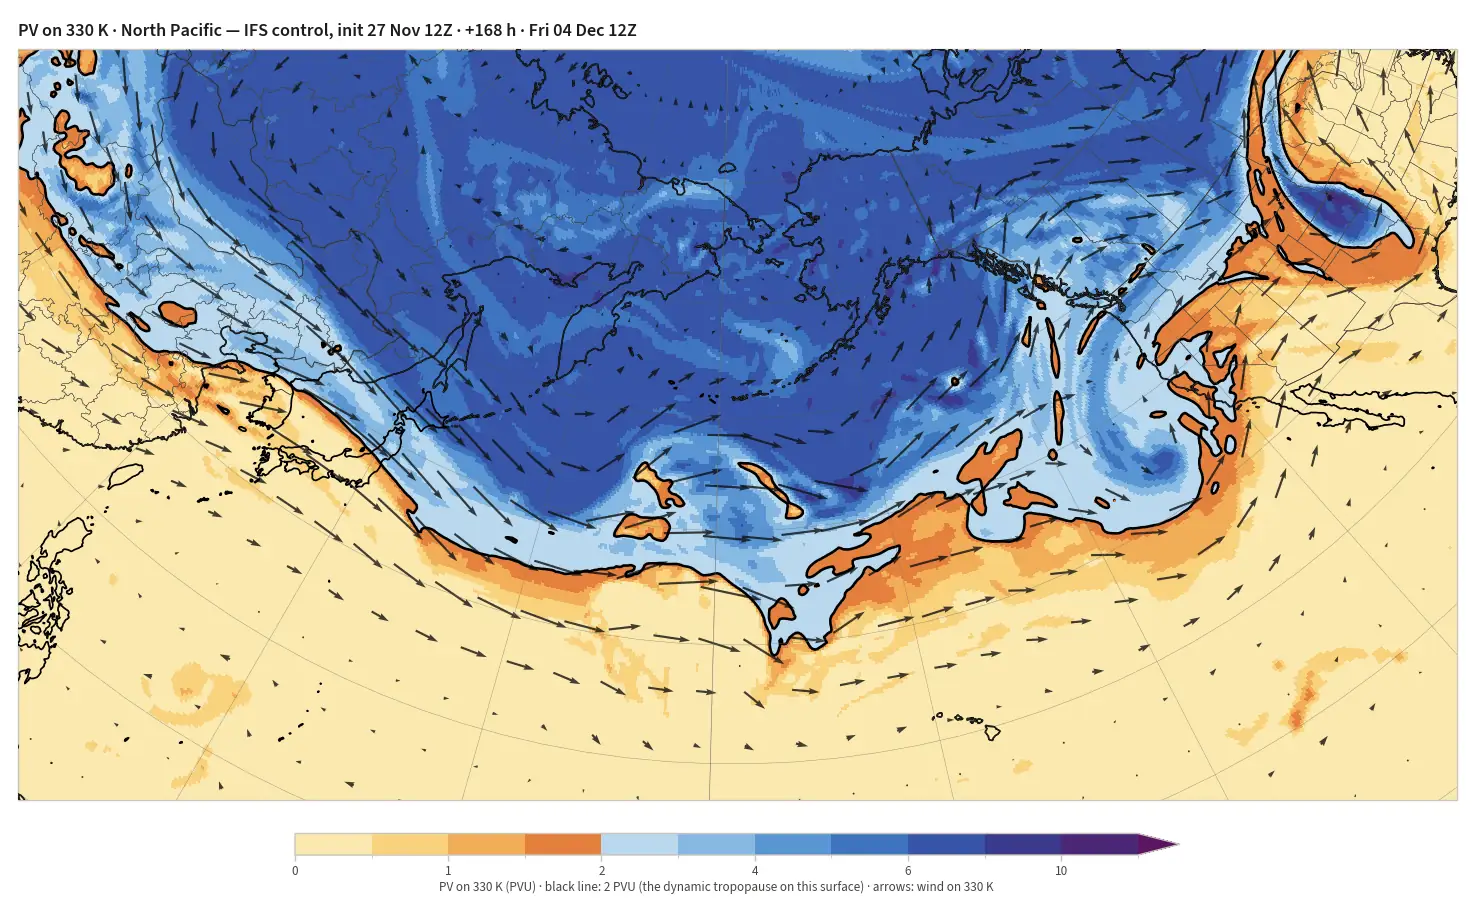 PV on 330 K · North Pacific — IFS control, init 27 Nov 12Z · +168 h · Fri 04 Dec 12Z
0 1 2 4 6 10
PV on 330 K (PVU) · black line: 2 PVU (the dynamic tropopause on this surface) · arrows: wind on 330 K